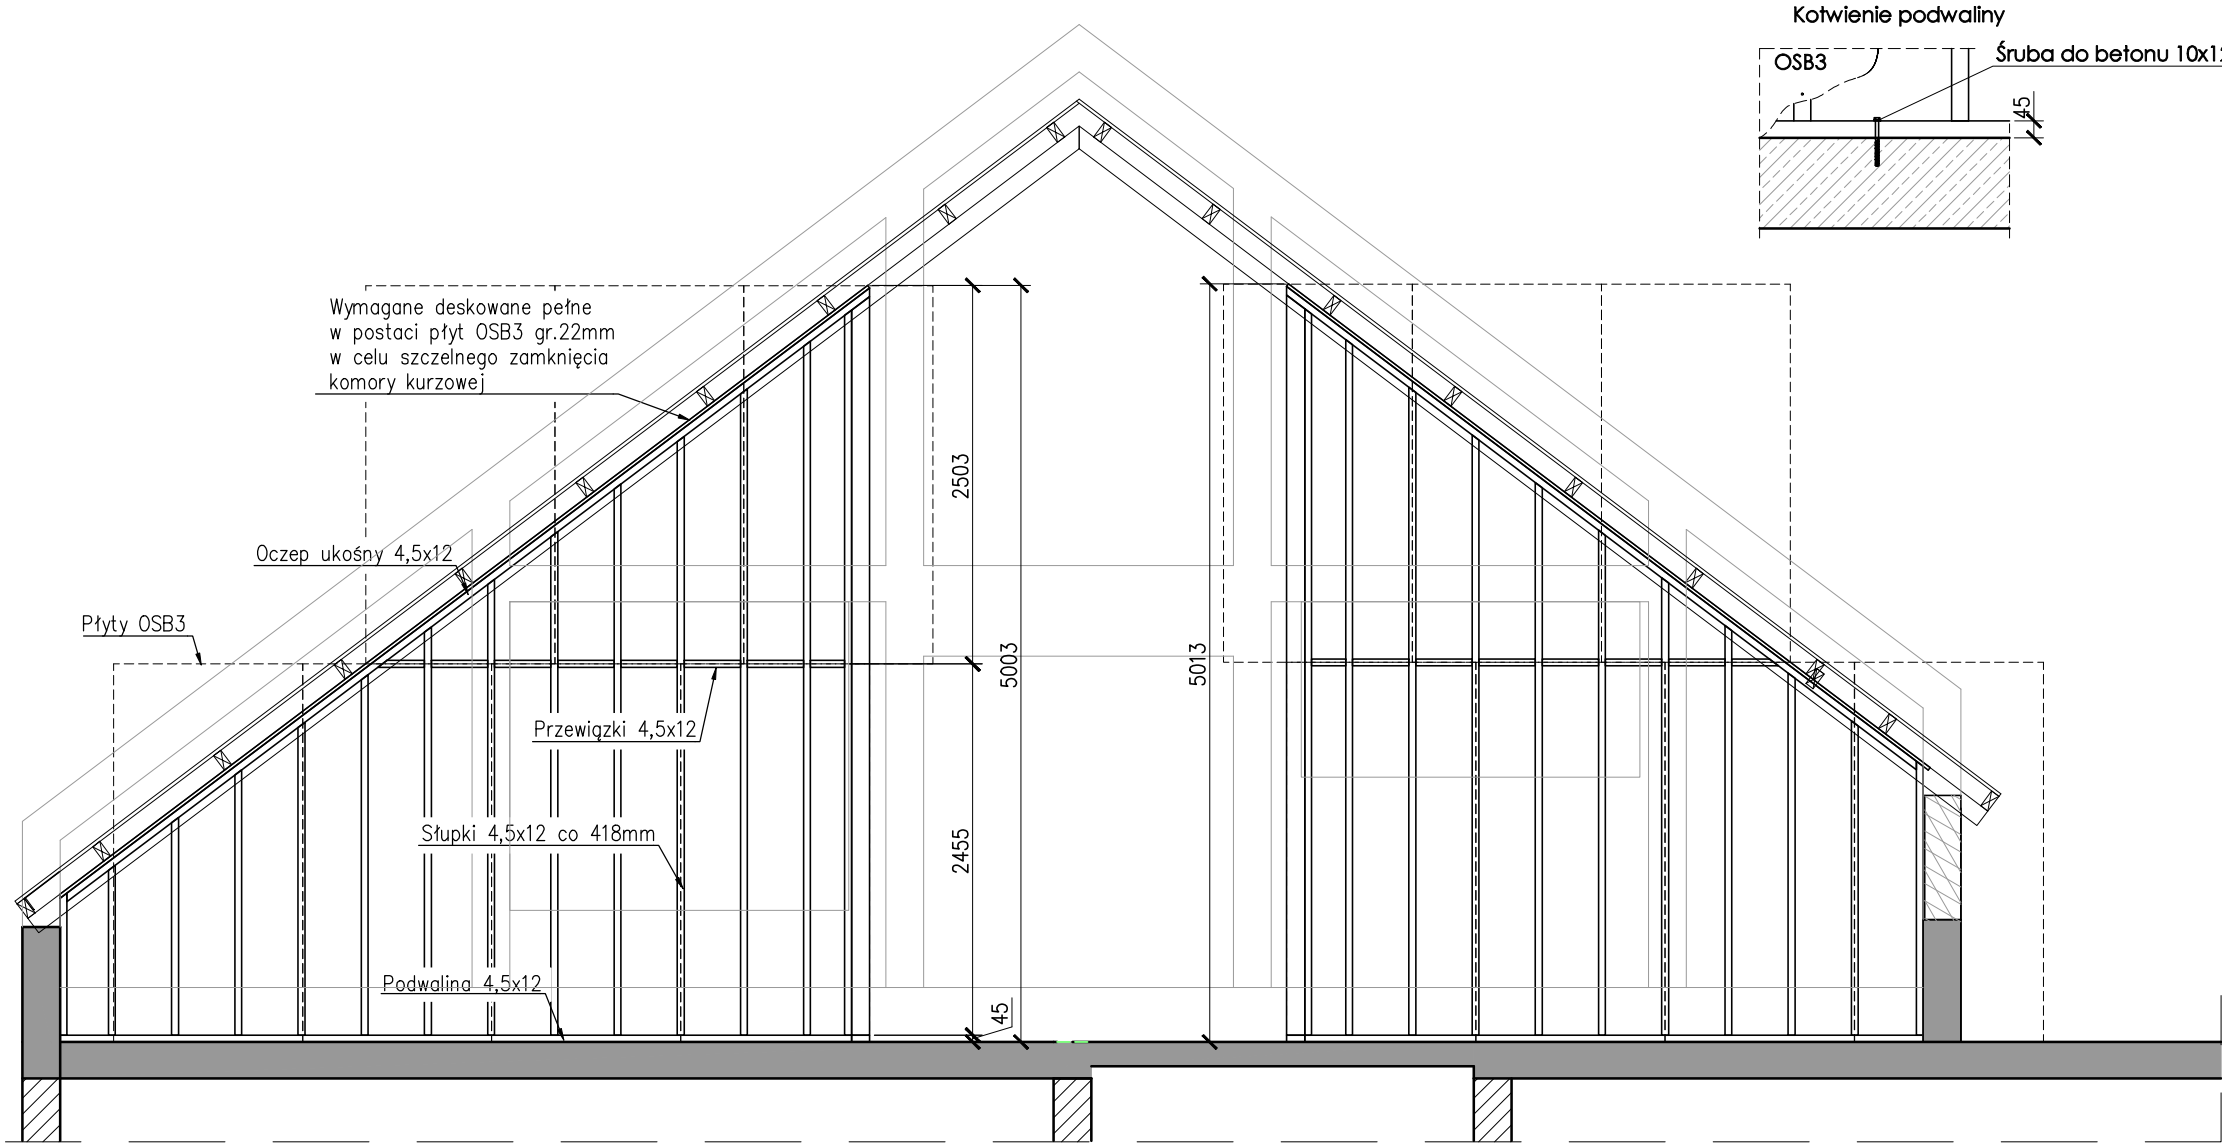 Kotwienie podwaliny
Śruba do betonu 10x12
OSB3
45
Wymagane deskowane pełne
w postaci płyt OSB3 gr.22mm
w celu szczelnego zamknięcia
komory kurzowej
2503
Oczep ukośny 4,5x12
Płyty OSB3
5003
5013
Przewiązki 4,5x12
Słupki 4,5x12 co 418mm
2455
Podwalina 4,5x12
45